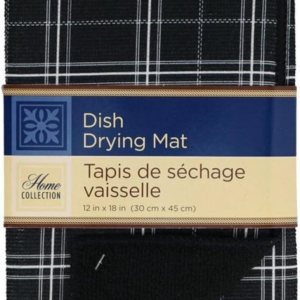 Dish
Drying Mat
Home
COLLECTION
Tapis de séchage
vaisselle
12 in x 18 in (30 cm x 45 cm)